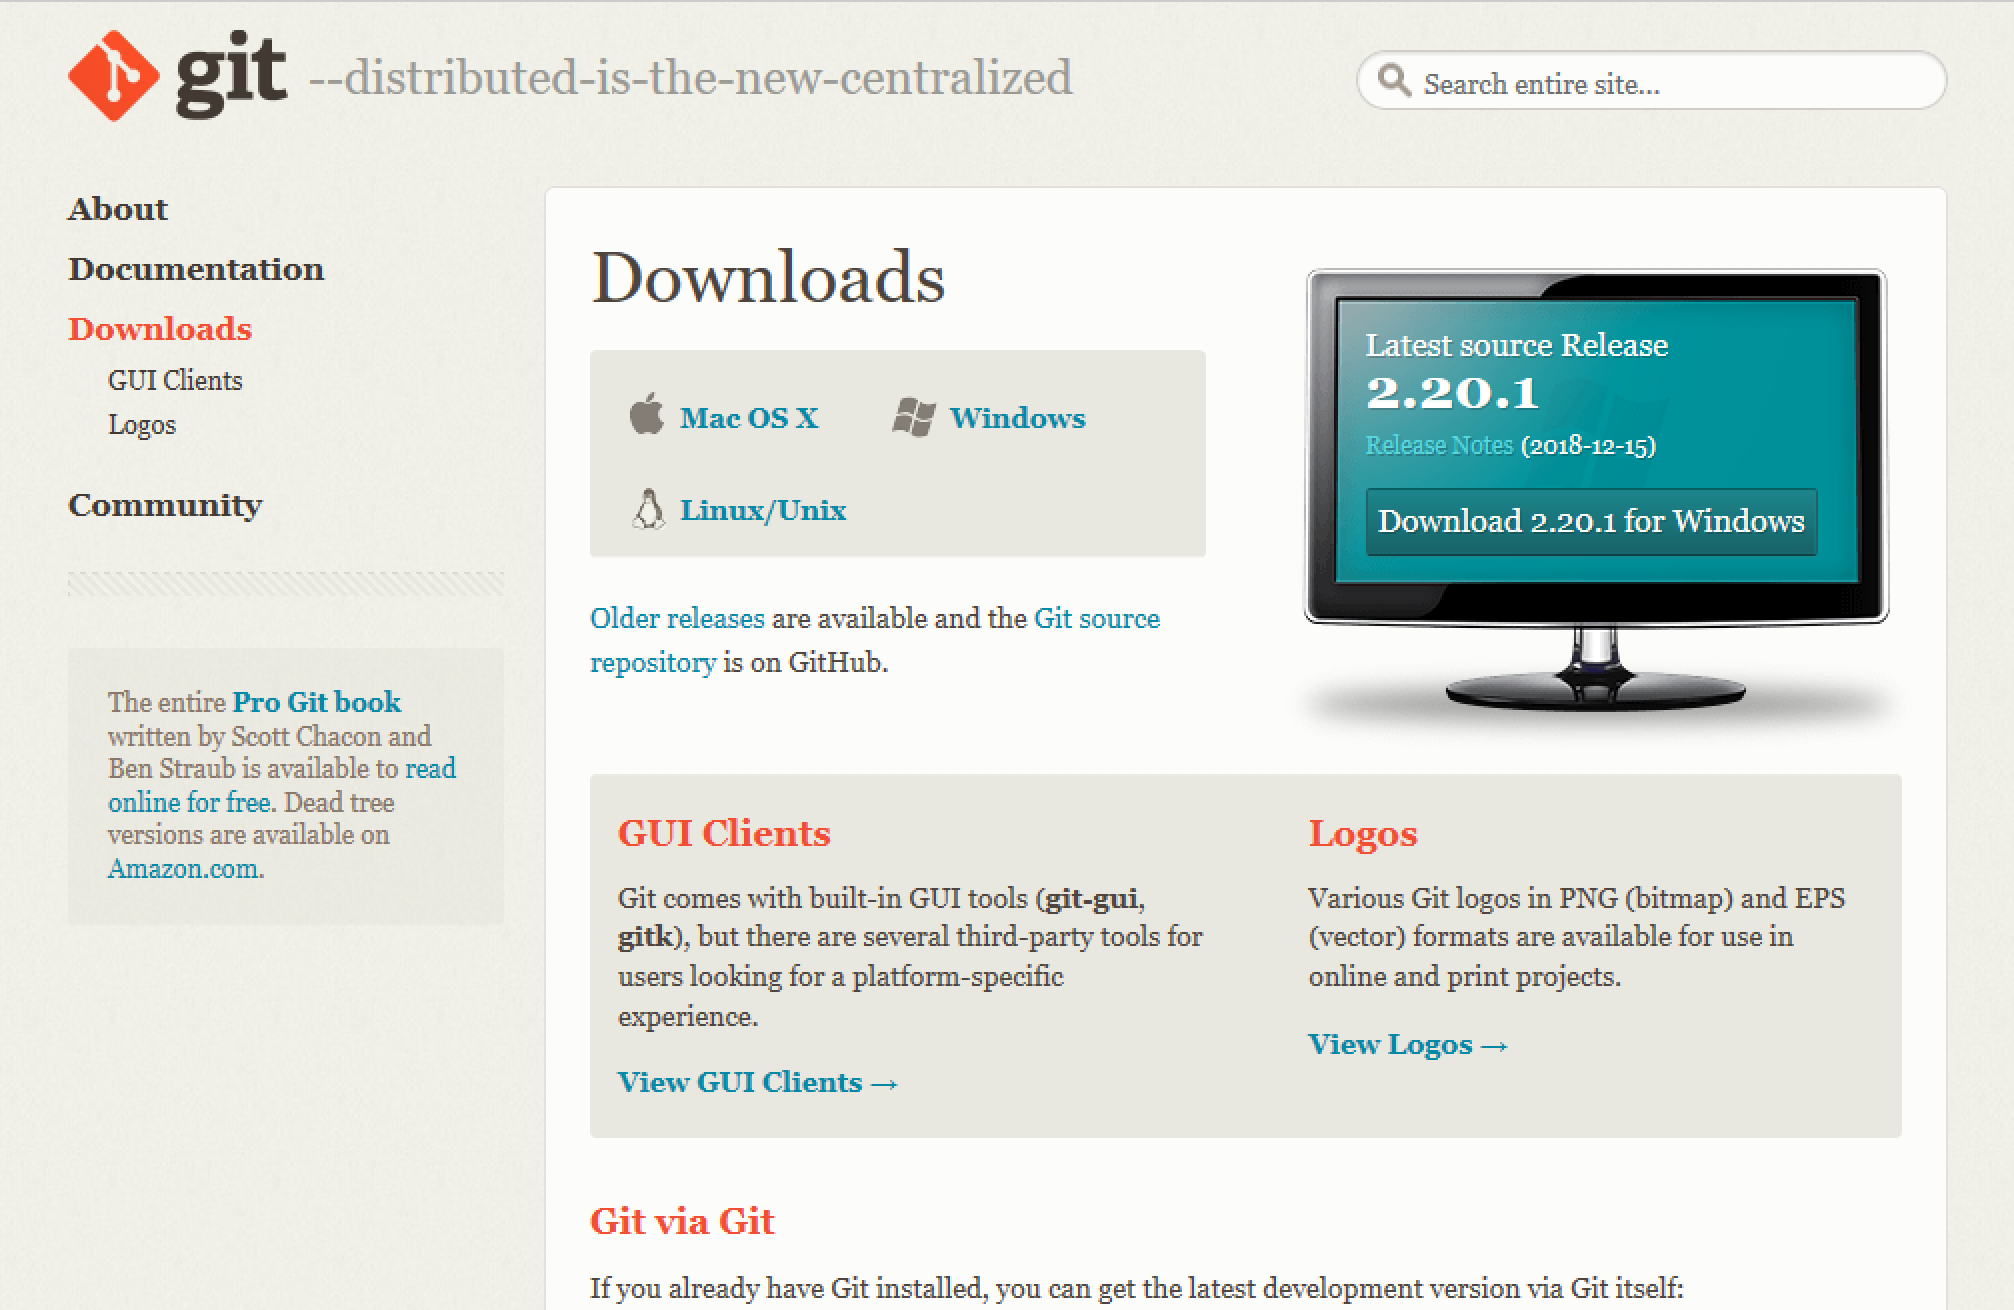 git --distributed-is-the-new-centralized
Search entire site...
About
Documentation
Downloads
GUI Clients
Logos
Community
The entire Pro Git book
written by Scott Chacon and
Ben Straub is available to read
online for free. Dead tree
versions are available on
Amazon.com.
Downloads
Mac OS X
Windows
Linux/Unix
Older releases are available and the Git source
repository is on GitHub.
Latest source Release
2.20.1
Release Notes (2018-12-15)
Download 2.20.1 for Windows
GUI Clients
Git comes with built-in GUI tools (git-gui,
gitk), but there are several third-party tools for
users looking for a platform-specific
experience.
View GUI Clients →
Logos
Various Git logos in PNG (bitmap) and EPS
(vector) formats are available for use in
online and print projects.
View Logos →
Git via Git
If you already have Git installed, you can get the latest development version via Git itself: